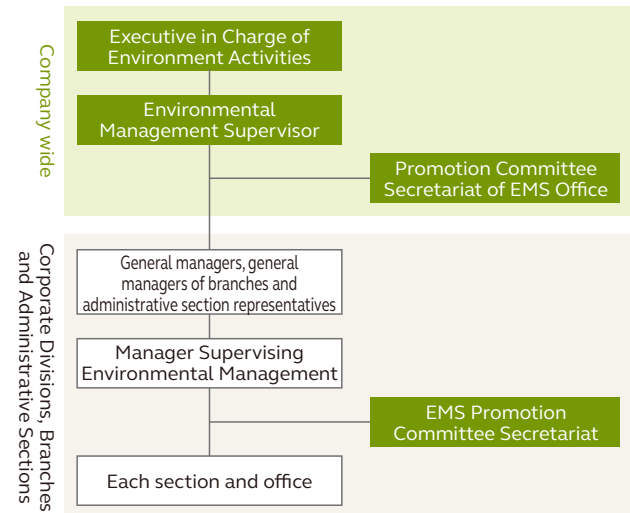 Company wide
Executive in Charge of
Environment Activities
Environmental
Management Supervisor
Promotion Committee
Secretariat of EMS Office
Corporate Divisions, Branches
and Administrative Sections
General managers, general
managers of branches and
administrative section representatives
Manager Supervising
Environmental Management
EMS Promotion
Committee Secretariat
Each section and office